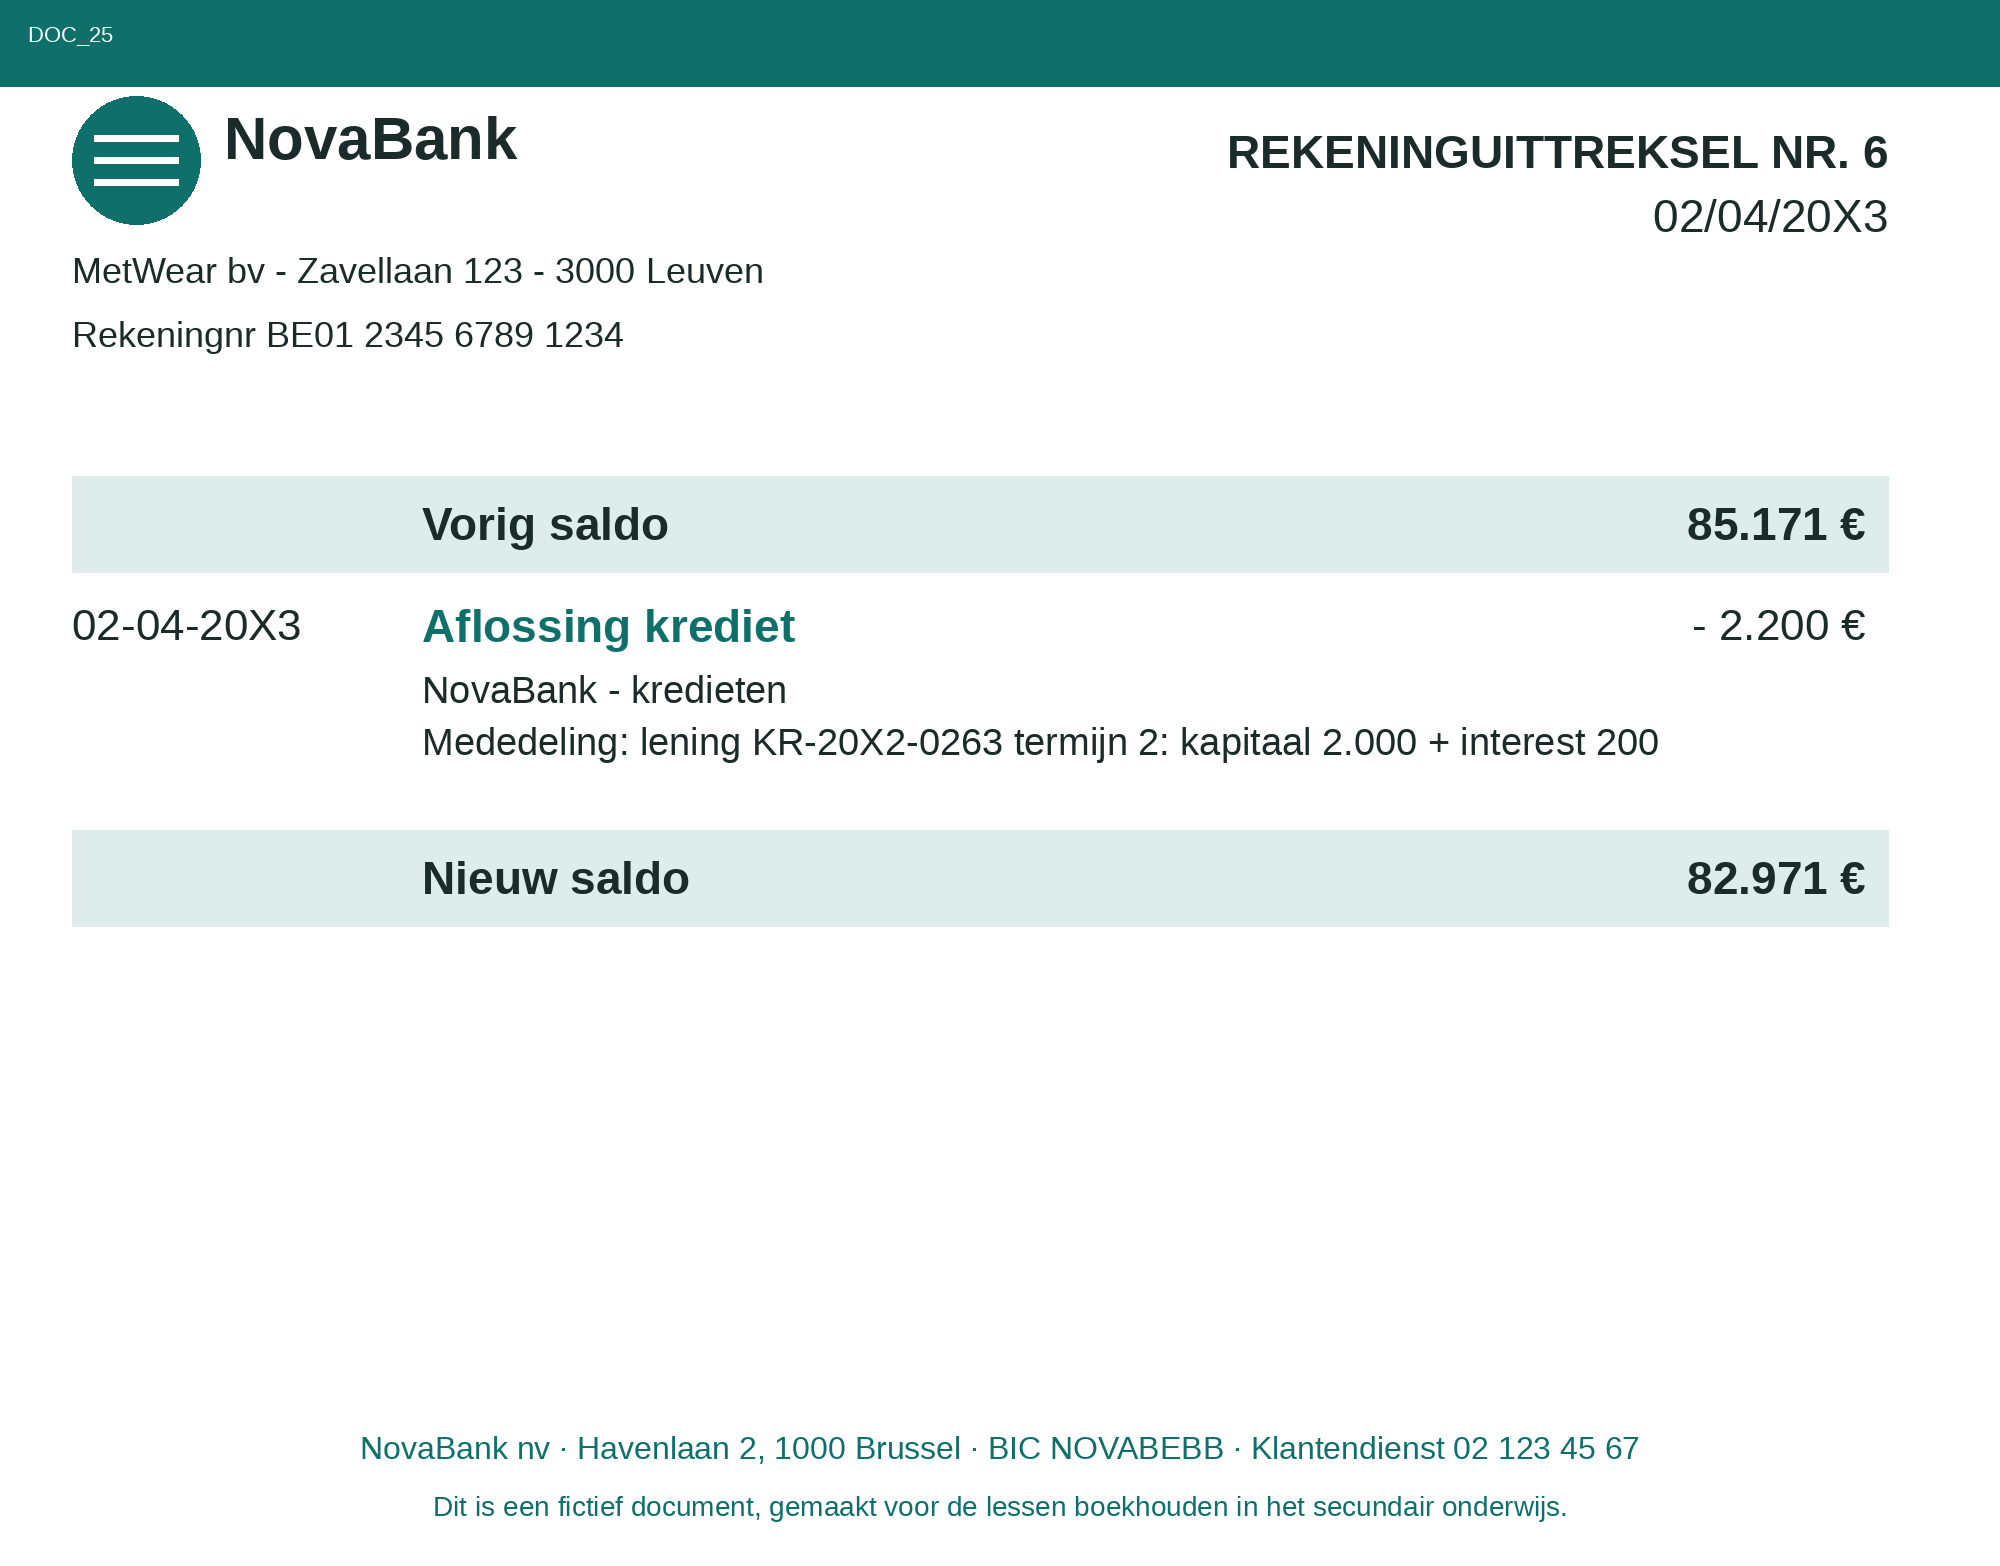 DOC_25
NovaBank
REKENINGUITTREKSEL NR. 6
02/04/20X3
MetWear bv - Zavellaan 123 - 3000 Leuven
Rekeningnr BE01 2345 6789 1234
Vorig saldo 85.171 €
02-04-20X3 Aflossing krediet - 2.200 €
NovaBank - kredieten
Mededeling: lening KR-20X2-0263 termijn 2: kapitaal 2.000 + interest 200
Nieuw saldo 82.971 €
NovaBank nv · Havenlaan 2, 1000 Brussel · BIC NOVABEBB · Klantendienst 02 123 45 67
Dit is een fictief document, gemaakt voor de lessen boekhouden in het secundair onderwijs.